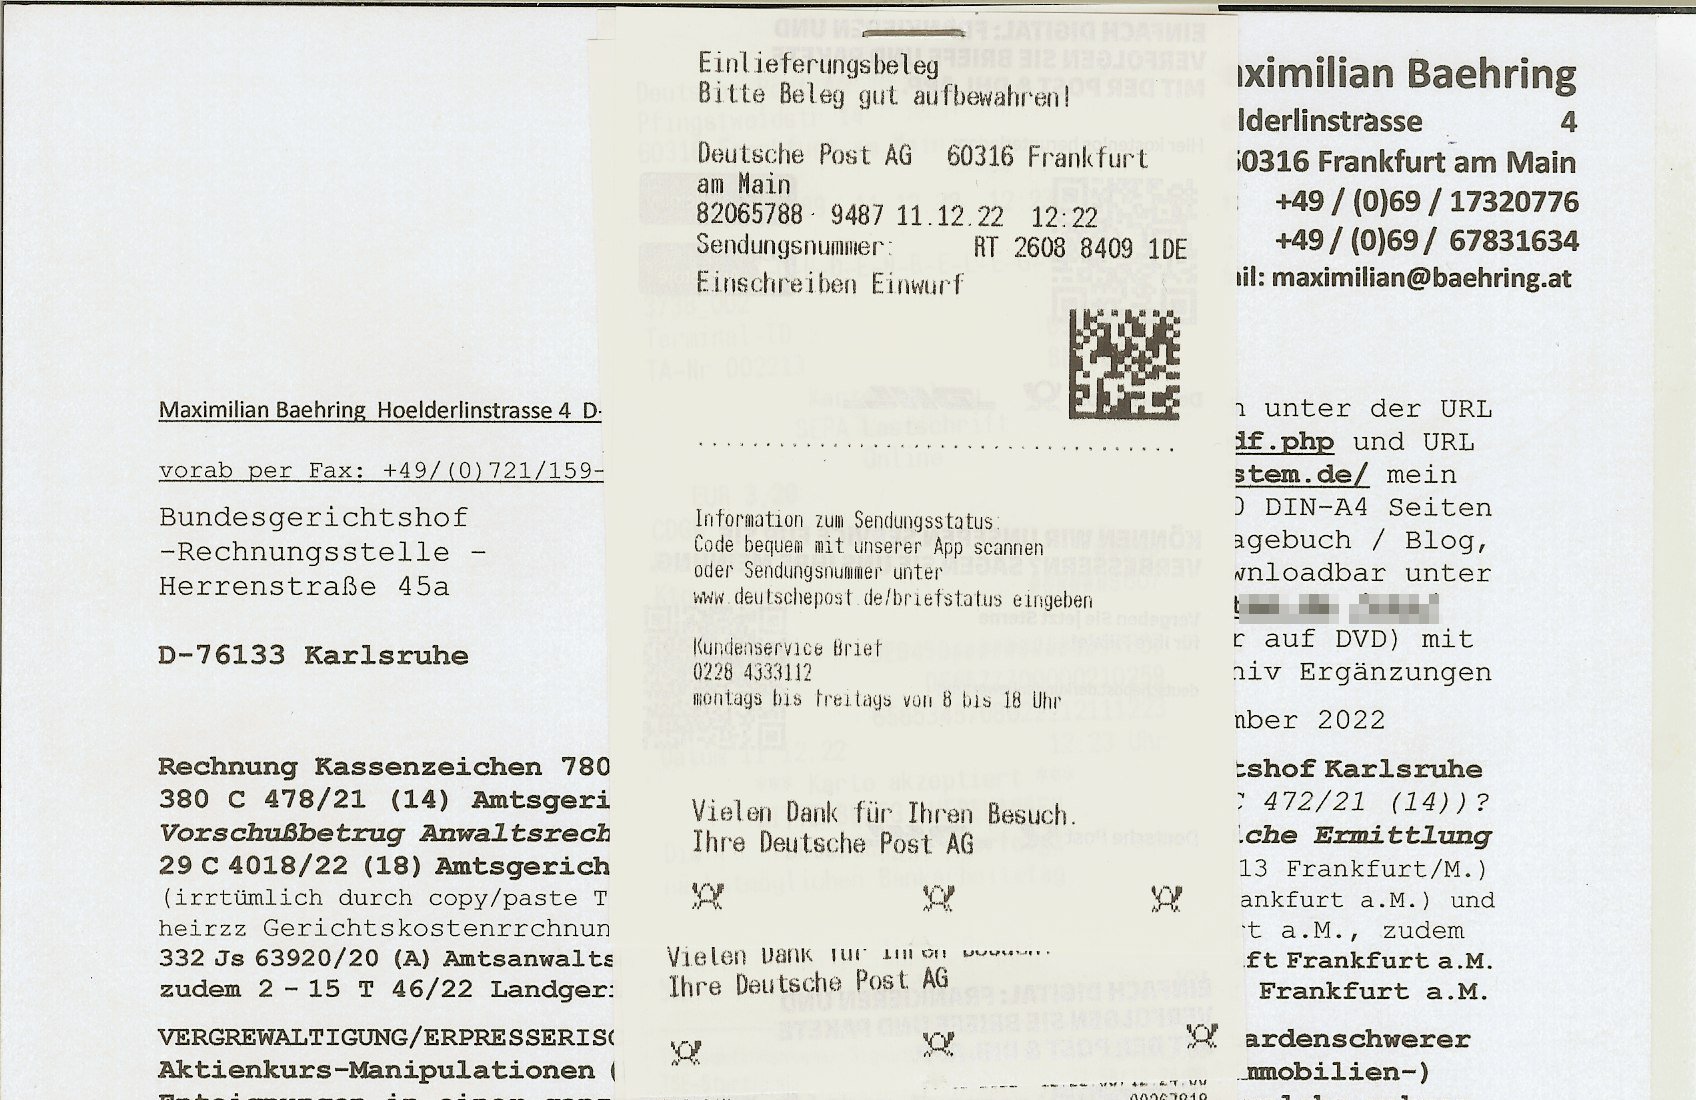 Einlieferungsbeleg
Bitte Beleg gut aufbewahren!
Deutsche Post AG 60316 Frankfurt
am Main
82065788 9487 11.12.22 12:22
Sendungsnummer: RT 2608 8409 1DE
Einschreiben Einwurf
Information zum Sendungsstatus:
Code bequem mit unserer App scannen
oder Sendungsnummer unter
www.deutschepost.de/briefstatus eingeben
Kundenservice Brief
0228 4333112
montags bis freitags von 8 bis 18 Uhr
Vielen Dank für Ihren Besuch.
Ihre Deutsche Post AG
Vielen Dank für Ihren
Ihre Deutsche Post AG
ximilian Baehring
lderlinstrasse 4
60316 Frankfurt am Main
+49 / (0)69 / 17320776
+49 / (0)69 / 67831634
il: maximilian@baehring.at
Maximilian Baehring Hoelderlinstrasse 4 D-
vorab per Fax: +49/(0)721/159-
Bundesgerichtshof
-Rechnungsstelle -
Herrenstraße 45a
D-76133 Karlsruhe
unter der URL
df.php und URL
stem.de/ mein
DIN-A4 Seiten
agebuch / Blog,
wnloadbar unter
r auf DVD) mit
hiv Ergänzungen
mber 2022
Rechnung Kassenzeichen 780
tshof Karlsruhe
380 C 478/21 (14) Amtsgeri
C 472/21 (14))?
Vorschußbetrug Anwaltsrech
che Ermittlung
29 C 4018/22 (18) Amtsgerich
13 Frankfurt/M.)
(irrtümlich durch copy/paste T
ankfurt a.M.) und
heirzz Gerichtskostenrrchnun
t a.M., zudem
332 Js 63920/20 (A) Amtsanwalts
ft Frankfurt a.M.
zudem 2 - 15 T 46/22 Landger
Frankfurt a.M.
VERGREWALTIGUNG/ERPRESSERISC
ardenschwerer
Aktienkurs-Manipulationen (
mmobilien-)